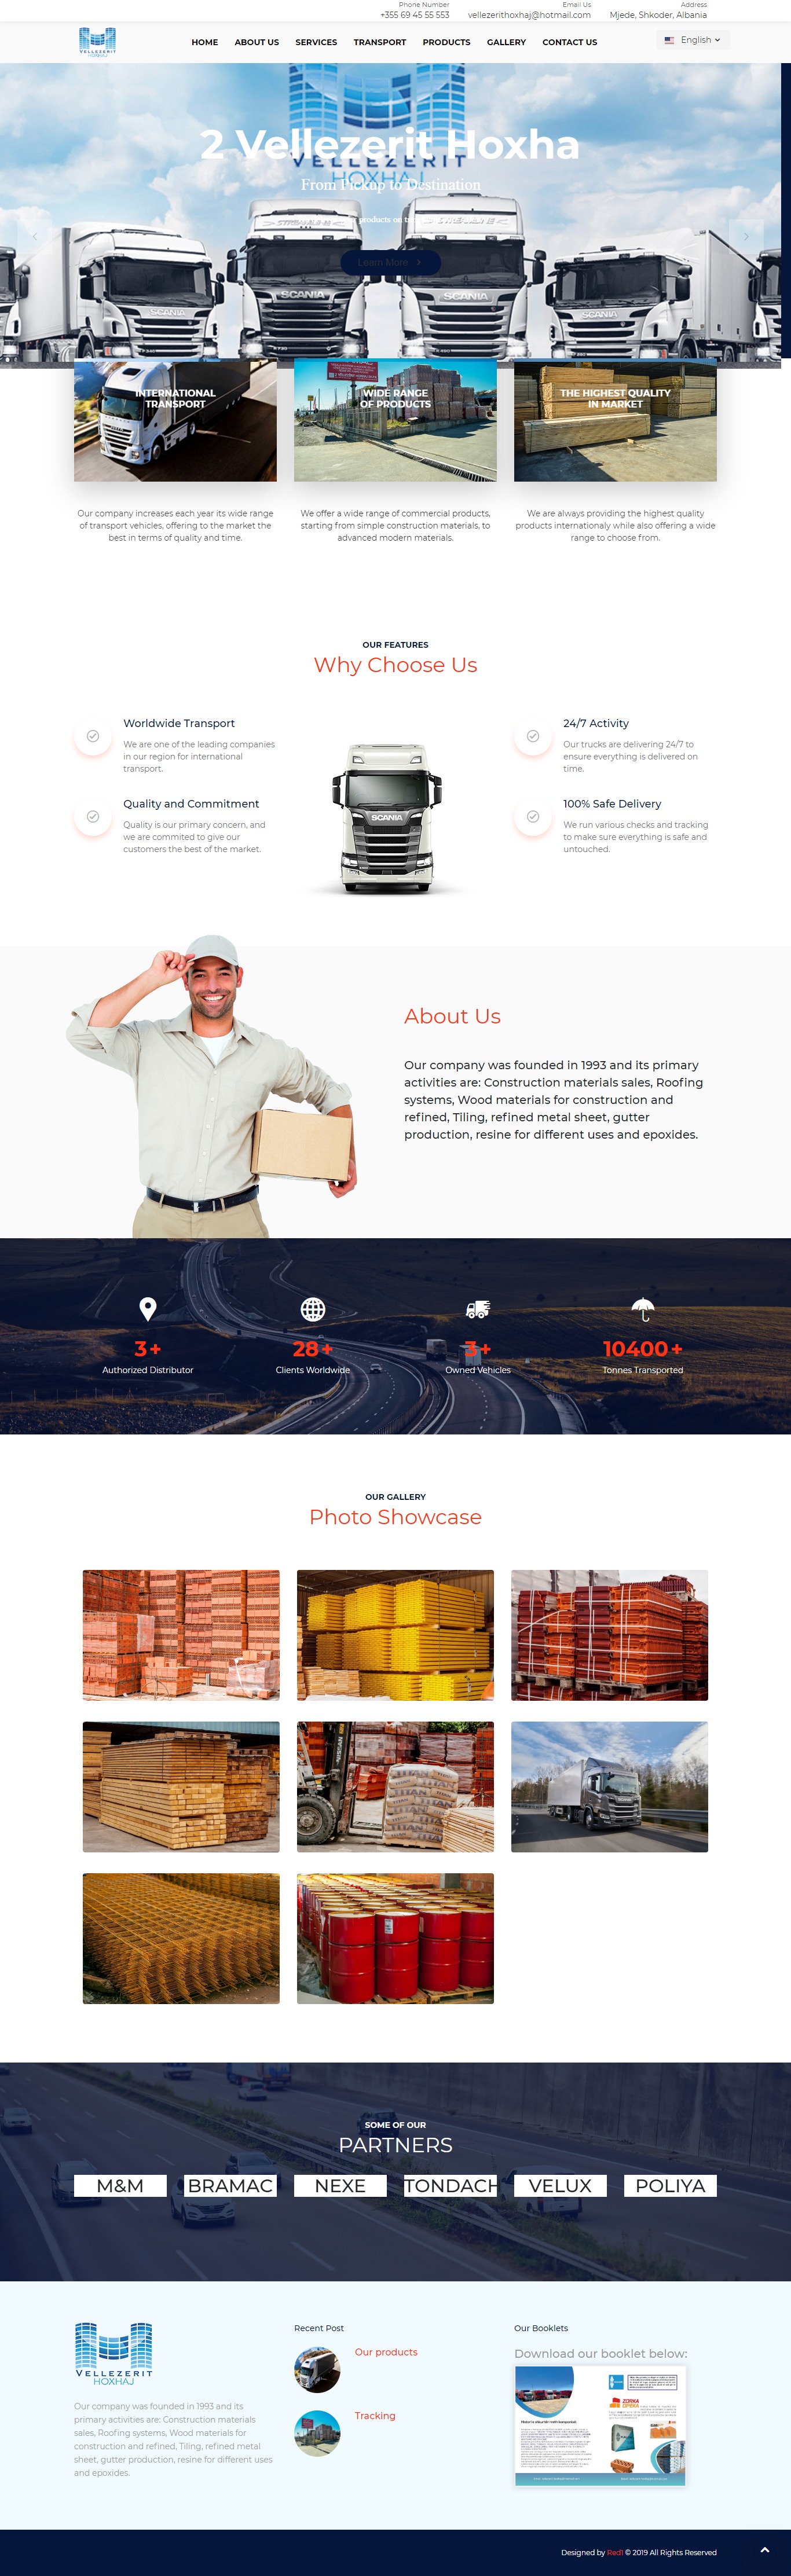 Phone Number
+355 69 45 55 553
Email Us
vellezerithoxhaj@hotmail.com
Address
Mjede, Shkoder, Albania
VELLEZERIT
HOXHAJ
HOME
ABOUT US
SERVICES
TRANSPORT
PRODUCTS
GALLERY
CONTACT US
English
VELLEZERIT
HOXHAJ
2 Vellezerit Hoxha
From Pickup to Destination
products on
Learn More
SCANIA
SCANIA
SCANIA
SCANIA
INTERNATIONAL
TRANSPORT
WIDE RANGE
OF PRODUCTS
THE HIGHEST QUALITY
IN MARKET
Our company increases each year its wide range
of transport vehicles, offering to the market the
best in terms of quality and time.
We offer a wide range of commercial products,
starting from simple construction materials, to
advanced modern materials.
We are always providing the highest quality
products internationaly while also offering a wide
range to choose from.
OUR FEATURES
Why Choose Us
Worldwide Transport
We are one of the leading companies
in our region for international
transport.
Quality and Commitment
Quality is our primary concern, and
we are commited to give our
customers the best of the market.
SCANIA
24/7 Activity
Our trucks are delivering 24/7 to
ensure everything is delivered on
time.
100% Safe Delivery
We run various checks and tracking
to make sure everything is safe and
untouched.
About Us
Our company was founded in 1993 and its primary
activities are: Construction materials sales, Roofing
systems, Wood materials for construction and
refined, Tiling, refined metal sheet, gutter
production, resine for different uses and epoxides.
3+
Authorized Distributor
28+
Clients Worldwide
3+
Owned Vehicles
10400+
Tonnes Transported
OUR GALLERY
Photo Showcase
NISSAN
TITAN
SOME OF OUR
PARTNERS
M&M
BRAMAC
NEXE
TONDACH
VELUX
POLIYA
VELLEZERIT
HOXHAJ
Our company was founded in 1993 and its
primary activities are: Construction materials
sales, Roofing systems, Wood materials for
construction and refined, Tiling, refined metal
sheet, gutter production, resine for different uses
and epoxides.
Recent Post
Our products
Tracking
Our Booklets
Download our booklet below:
ZORKA
OPEKA
Designed by Red1 © 2019 All Rights Reserved